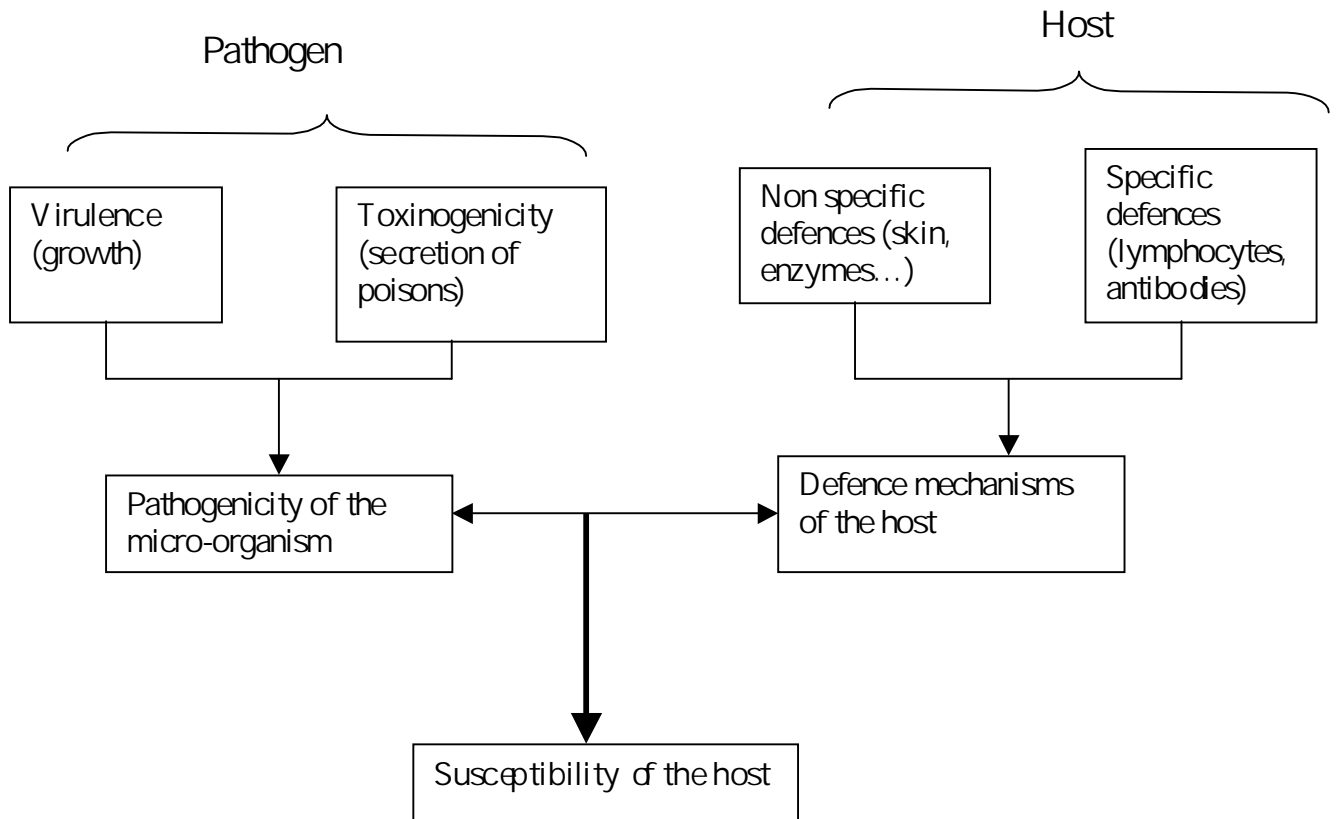 Pathogen
Host
Virulence
(growth)
Toxinogenicity
(secretion of
poisons)
Non specific
defences (skin,
enzymes…)
Specific
defences
(lymphocytes,
antibodies)
Pathogenicity of the
micro-organism
Defence mechanisms
of the host
Susceptibility of the host